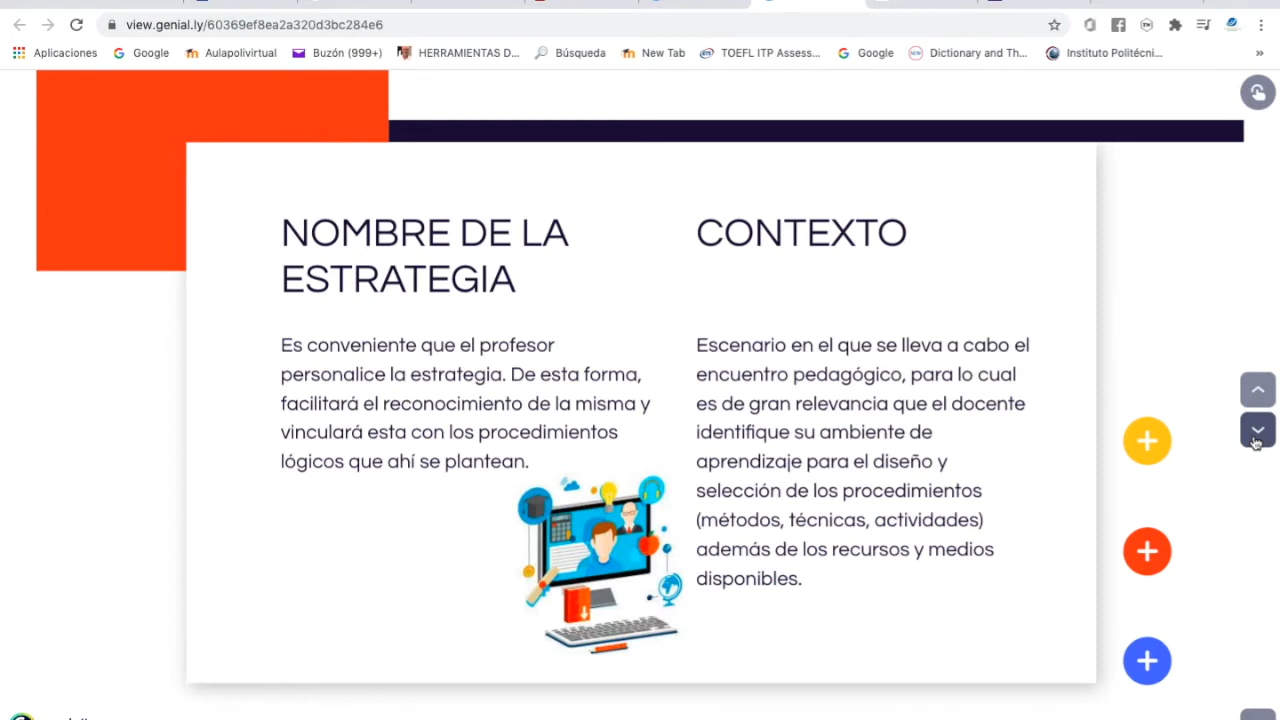 view.genial.ly/60369ef8ea2a320d3bc284e6
Aplicaciones
Google
Aulapolivirtual
Buzón (999+)
HERRAMIENTAS D...
Búsqueda
New Tab
TOEFL ITP Assess...
Google
Dictionary and Th...
Instituto Politécni...
»
NOMBRE DE LA
ESTRATEGIA
Es conveniente que el profesor
personalice la estrategia. De esta forma,
facilitará el reconocimiento de la misma y
vinculará esta con los procedimientos
lógicos que ahí se plantean.
CONTEXTO
Escenario en el que se lleva a cabo el
encuentro pedagógico, para lo cual
es de gran relevancia que el docente
identifique su ambiente de
aprendizaje para el diseño y
selección de los procedimientos
(métodos, técnicas, actividades)
además de los recursos y medios
disponibles.